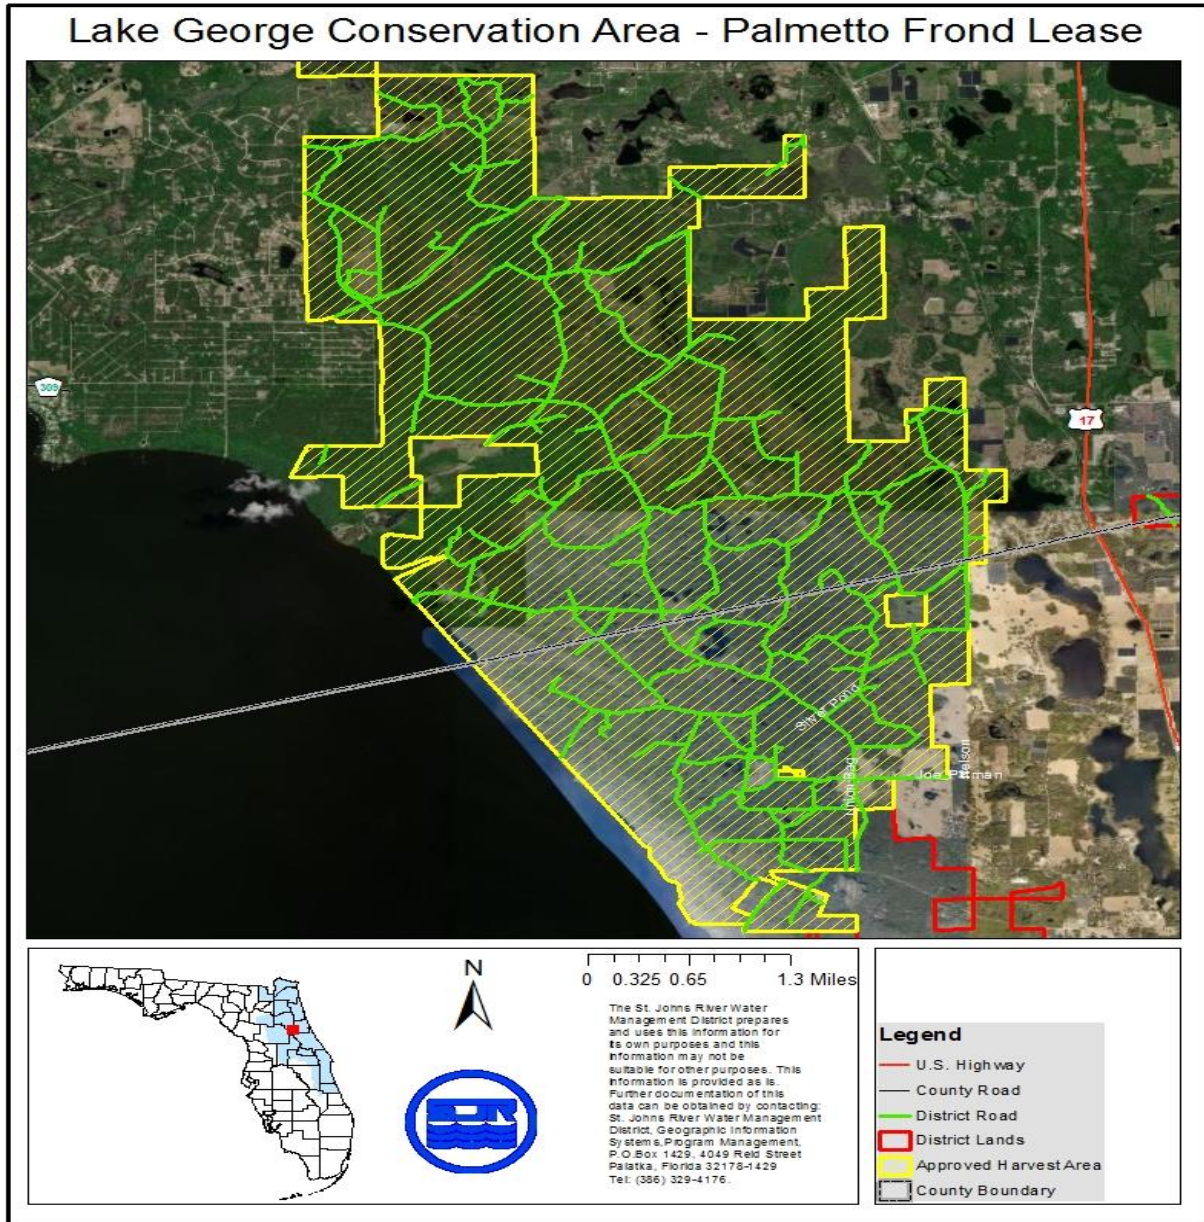 Lake George Conservation Area - Palmetto Frond Lease
309
17
Silver Pond
Union Bag
Nelson
Joe Pitman
N
0 0.325 0.65 1.3 Miles
The St. Johns River Water
Management District prepares
and uses this information for
its own purposes and this
information may not be
suitable for other purposes. This
information is provided as is.
Further documentation of this
data can be obtained by contacting:
St. Johns River Water Management
District, Geographic Information
Systems, Program Management,
P.O.Box 1429, 4049 Reid Street
Palatka, Florida 32178-1429
Tel: (386) 329-4176.
SJR
Legend
U.S. Highway
County Road
District Road
District Lands
Approved Harvest Area
County Boundary